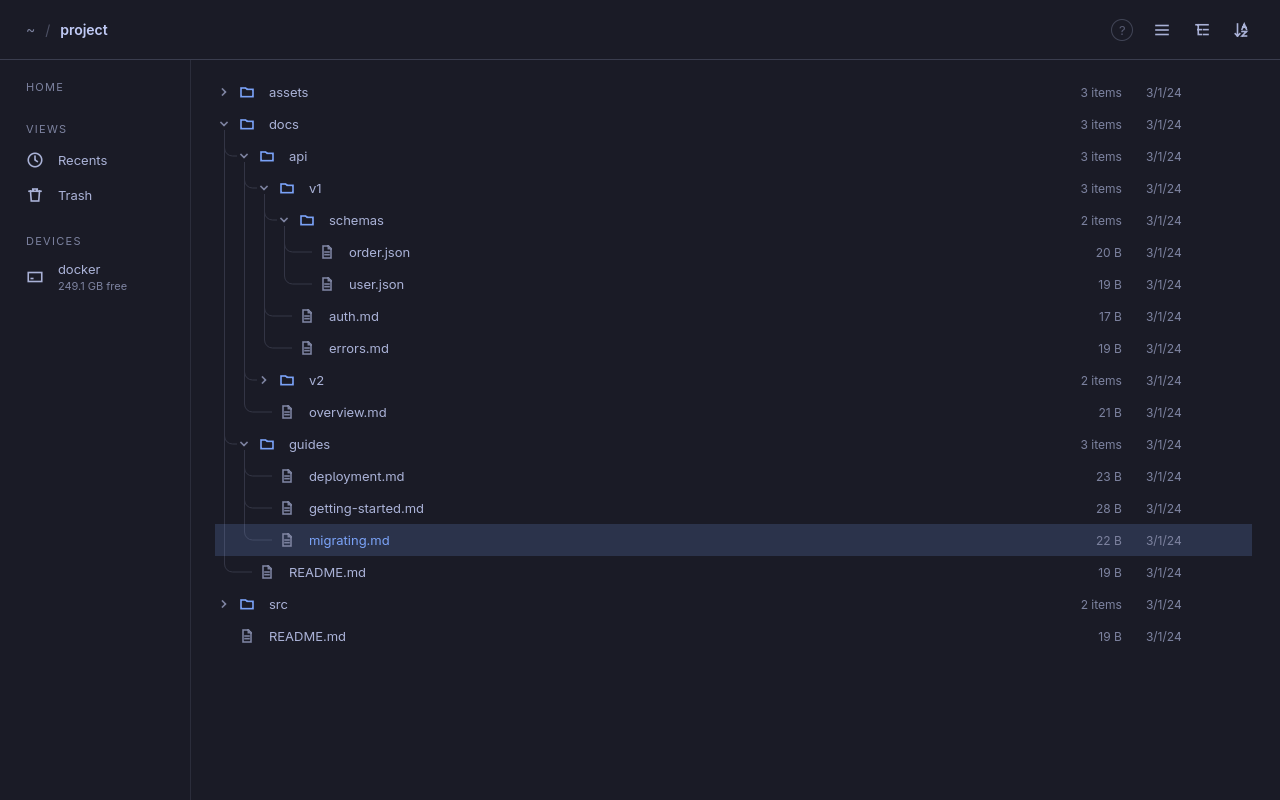 ~ / project ?
HOME
VIEWS
Recents
Trash
DEVICES
docker
249.1 GB free
assets 3 items 3/1/24
docs 3 items 3/1/24
api 3 items 3/1/24
v1 3 items 3/1/24
schemas 2 items 3/1/24
order.json 20 B 3/1/24
user.json 19 B 3/1/24
auth.md 17 B 3/1/24
errors.md 19 B 3/1/24
v2 2 items 3/1/24
overview.md 21 B 3/1/24
guides 3 items 3/1/24
deployment.md 23 B 3/1/24
getting-started.md 28 B 3/1/24
migrating.md 22 B 3/1/24
README.md 19 B 3/1/24
src 2 items 3/1/24
README.md 19 B 3/1/24